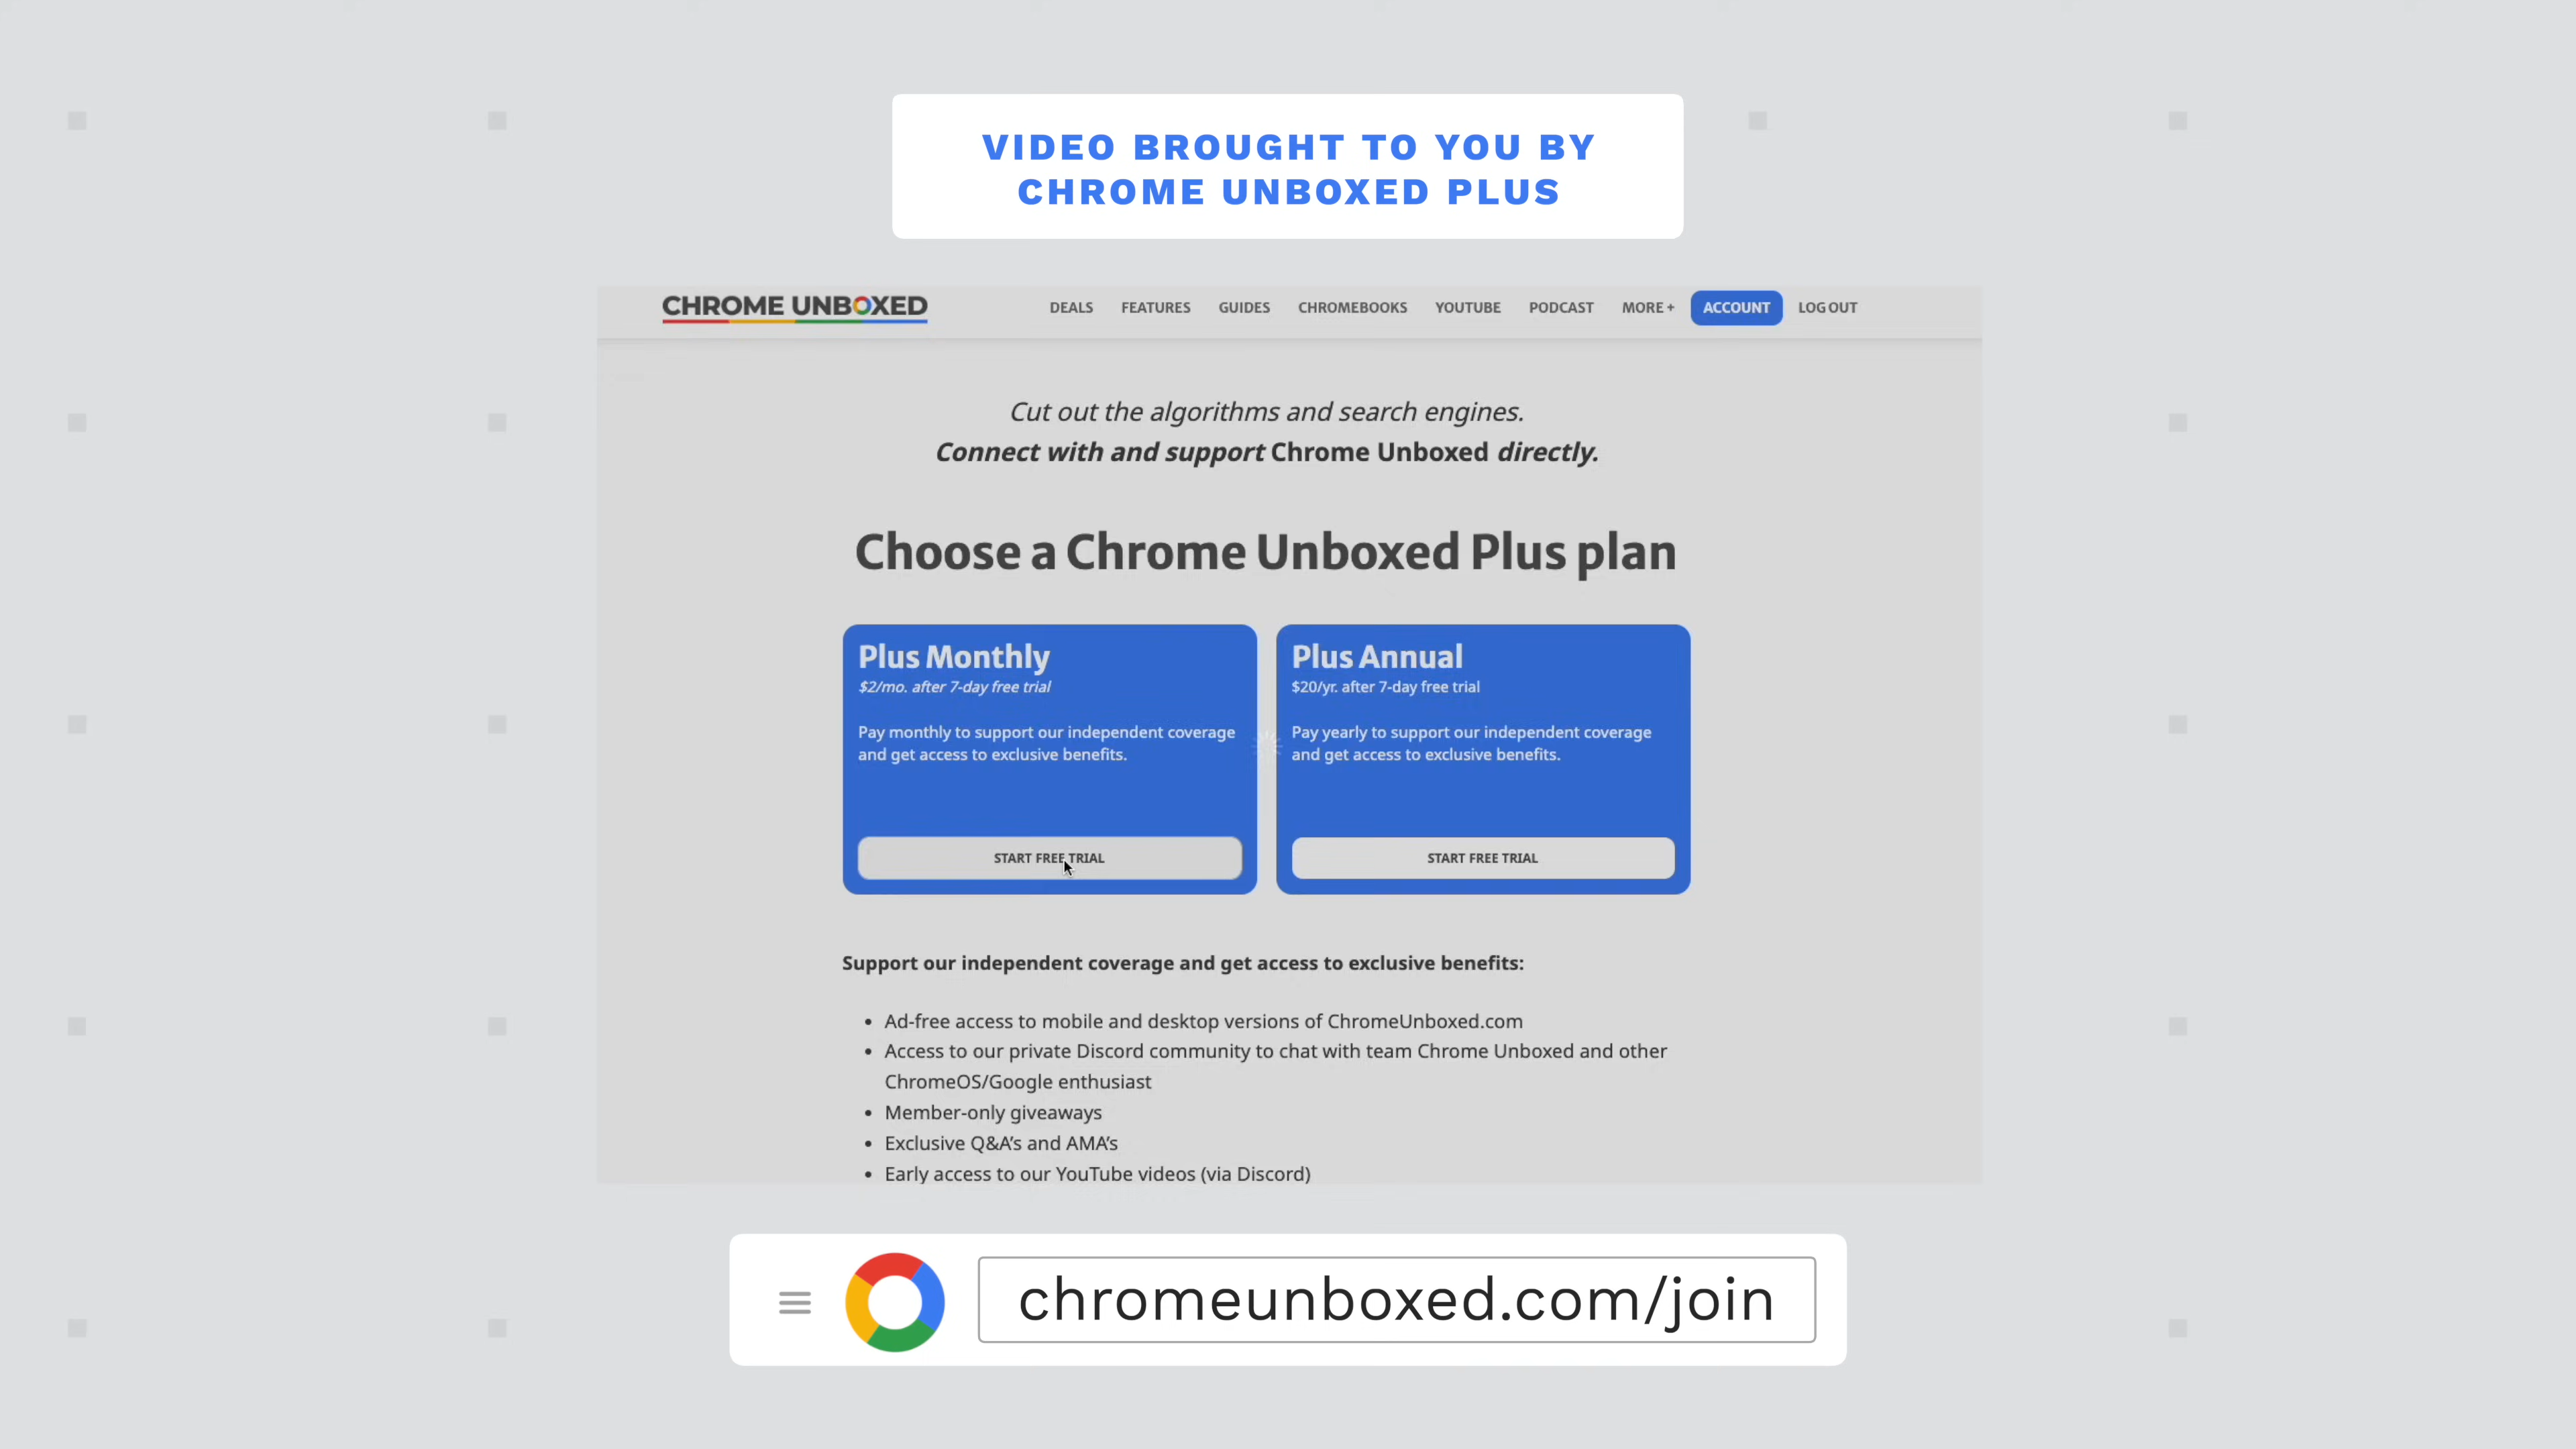 VIDEO BROUGHT TO YOU BY
CHROME UNBOXED PLUS
CHROME UNBOXED
DEALS FEATURES GUIDES CHROMEBOOKS YOUTUBE PODCAST MORE + ACCOUNT LOG OUT
Cut out the algorithms and search engines.
Connect with and support Chrome Unboxed directly.
Choose a Chrome Unboxed Plus plan
Plus Monthly
$2/mo. after 7-day free trial
Pay monthly to support our independent coverage
and get access to exclusive benefits.
START FREE TRIAL
Plus Annual
$20/yr. after 7-day free trial
Pay yearly to support our independent coverage
and get access to exclusive benefits.
START FREE TRIAL
Support our independent coverage and get access to exclusive benefits:
• Ad-free access to mobile and desktop versions of ChromeUnboxed.com
• Access to our private Discord community to chat with team Chrome Unboxed and other
ChromeOS/Google enthusiast
• Member-only giveaways
• Exclusive Q&A’s and AMA’s
• Early access to our YouTube videos (via Discord)
chromeunboxed.com/join